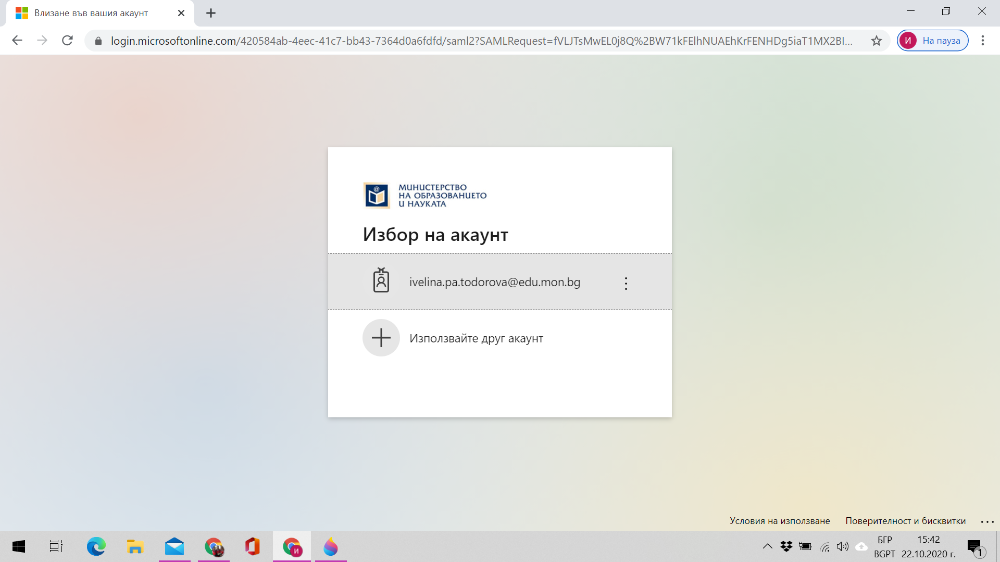 Влизане във вашия акаунт
login.microsoftonline.com/420584ab-4eec-41c7-bb43-7364d0a6fdfd/saml2?SAMLRequest=fVLJTsMwEL0j8Q%2BW71kFElhNUAEhKrFENHDg5iaT1MX2BI...
И На пауза
@
МИНИСТЕРСТВО
НА ОБРАЗОВАНИЕТО
И НАУКАТА
Избор на акаунт
ivelina.pa.todorova@edu.mon.bg
Използвайте друг акаунт
Условия на използване Поверителност и бисквитки ...
И
БГР 15:42
BGPT 22.10.2020 г. 1